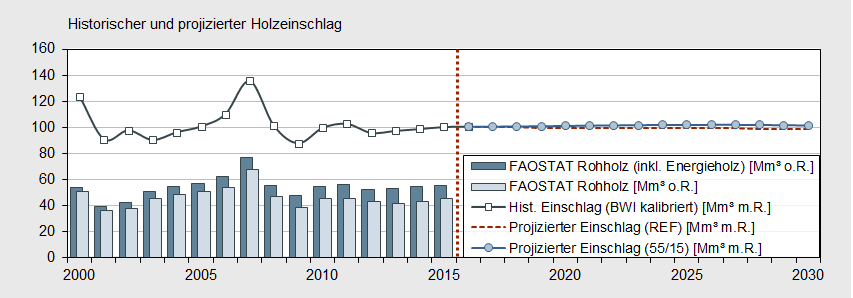 Historischer und projizierter Holzeinschlag
160
140
120
100
80
60
40
20
0
FAOSTAT Rohholz (inkl. Energieholz) [Mm³ o.R.]
FAOSTAT Rohholz [Mm³ o.R.]
Hist. Einschlag (BWI kalibriert) [Mm³ m.R.]
Projizierter Einschlag (REF) [Mm³ m.R.]
Projizierter Einschlag (55/15) [Mm³ m.R.]
2000 2005 2010 2015 2020 2025 2030